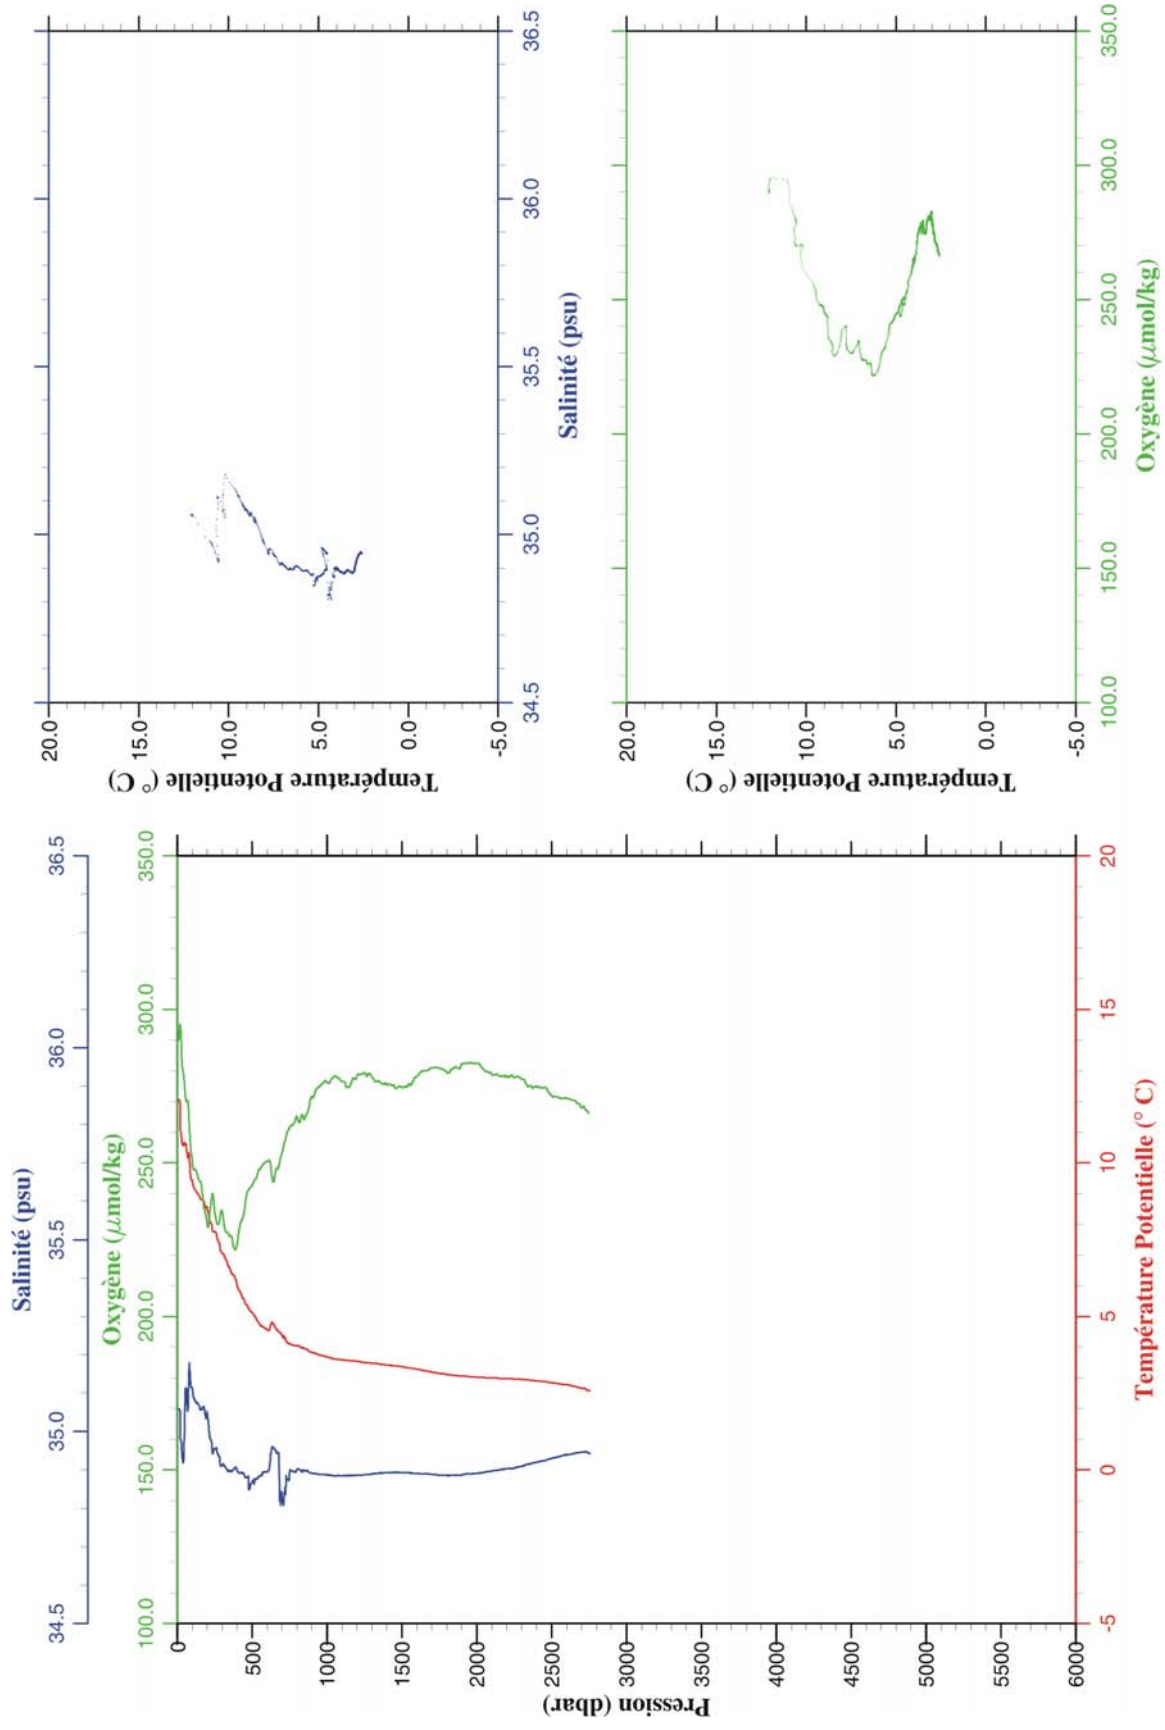 Salinité (psu)
34.5 35.0 35.5 36.0 36.5
Oxygène (μmol/kg)
100.0 150.0 200.0 250.0 300.0 350.0
0
500
1000
1500
2000
2500
3000
3500
4000
4500
5000
5500
6000
Pression (dbar)
-5 0 5 10 15 20
Température Potentielle (° C)
20.0
15.0
10.0
5.0
0.0
-5.0
Température Potentielle (° C)
34.5 35.0 35.5 36.0 36.5
Salinité (psu)
20.0
15.0
10.0
5.0
0.0
-5.0
Température Potentielle (° C)
100.0 150.0 200.0 250.0 300.0 350.0
Oxygène (μmol/kg)